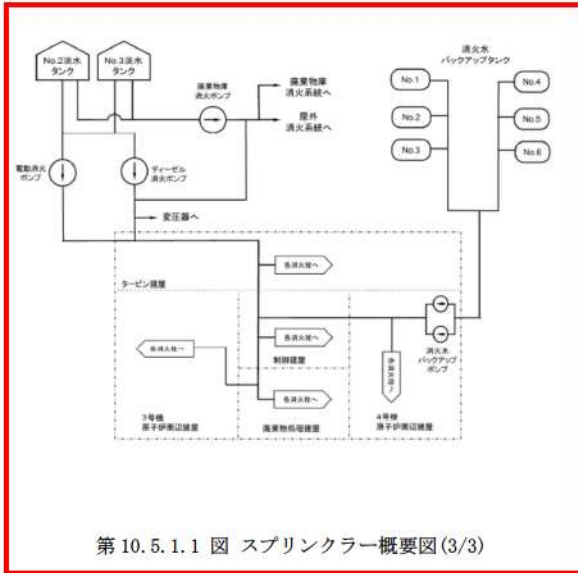 No.2淡水
タンク
No.3淡水
タンク
消火水
バックアップタンク
No.1
No.4
No.2
No.5
No.3
No.6
廃棄物庫
消火ポンプ
廃棄物庫
消火系統へ
屋外
消火系統へ
電動消火
ポンプ
ディーゼル
消火ポンプ
変圧器へ
各消火栓へ
タービン建屋
各消火栓へ
制御建屋
各消火栓へ
消火水
バックアップ
ポンプ
各消火栓へ
各消火栓へ
3号機
原子炉周辺建屋
廃棄物処理建屋
4号機
原子炉周辺建屋
第 10.5.1.1 図 スプリンクラー概要図(3/3)